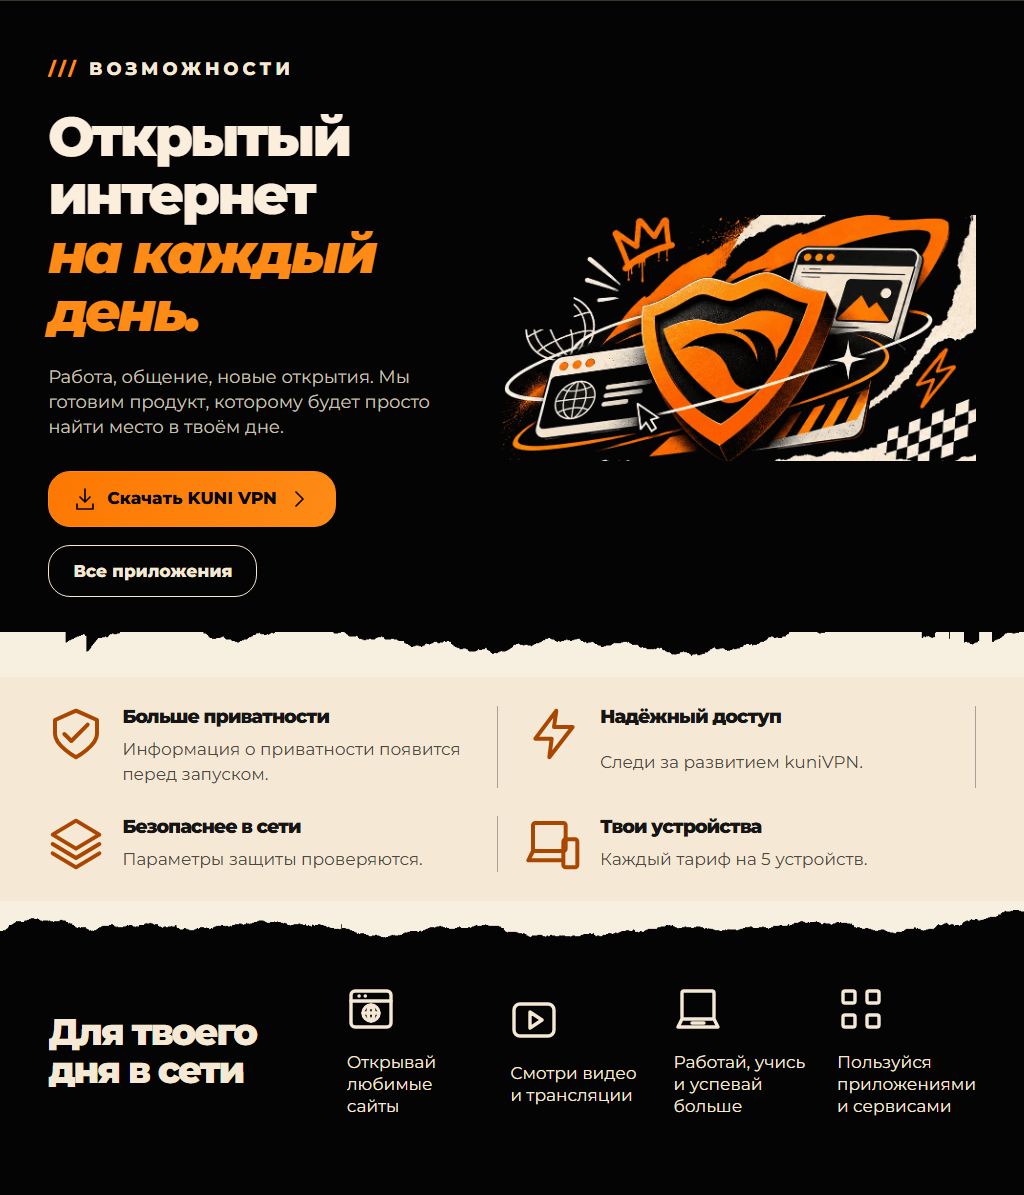 /// ВОЗМОЖНОСТИ
Открытый
интернет
на каждый
день.
Работа, общение, новые открытия. Мы
готовим продукт, которому будет просто
найти место в твоём дне.
Скачать KUNI VPN
Все приложения
Больше приватности
Информация о приватности появится
перед запуском.
Надёжный доступ
Следи за развитием kuniVPN.
Безопаснее в сети
Параметры защиты проверяются.
Твои устройства
Каждый тариф на 5 устройств.
Для твоего
дня в сети
Открывай
любимые
сайты
Смотри видео
и трансляции
Работай, учись
и успевай
больше
Пользуйся
приложениями
и сервисами